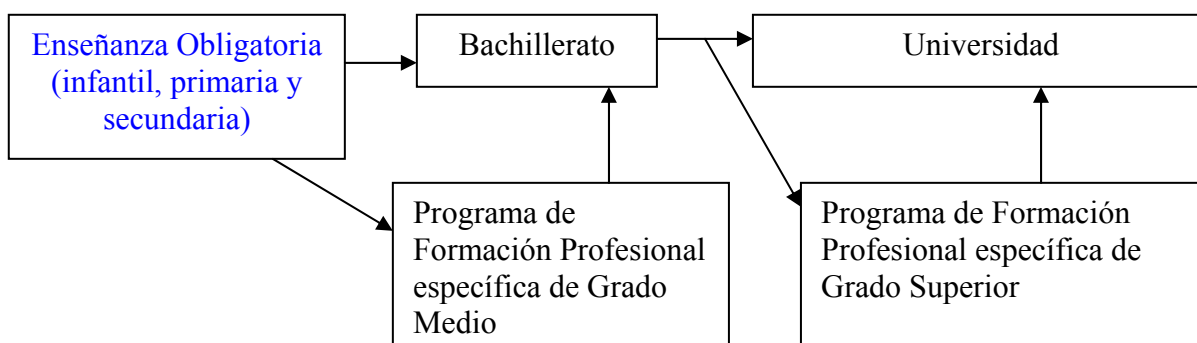 Enseñanza Obligatoria
(infantil, primaria y
secundaria)
Bachillerato
Universidad
Programa de
Formación Profesional
específica de Grado
Medio
Programa de Formación
Profesional específica de
Grado Superior